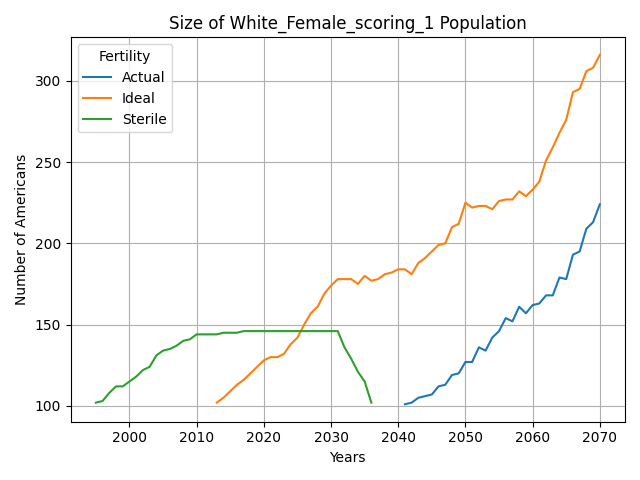 Size of White_Female_scoring_1 Population
Fertility
Actual
Ideal
Sterile
Number of Americans
300
250
200
150
100
2000 2010 2020 2030 2040 2050 2060 2070
Years